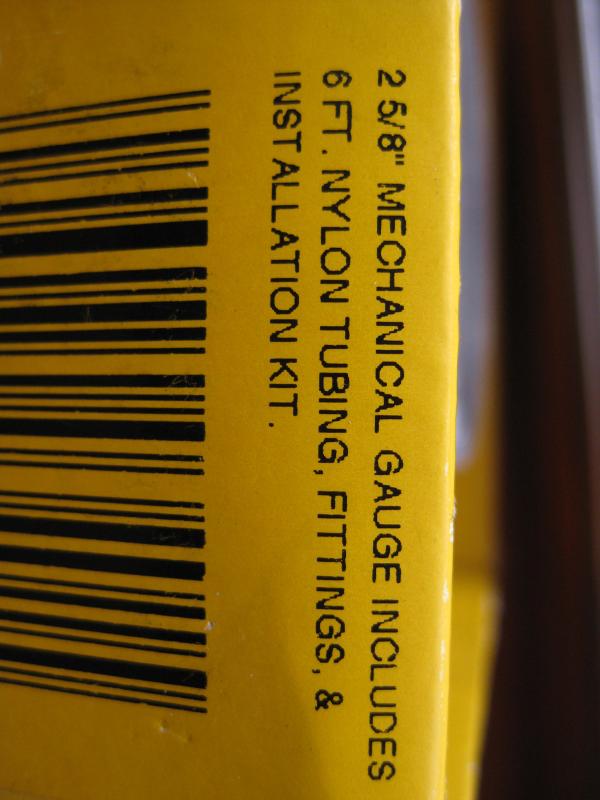 2 5/8" MECHANICAL GAUGE INCLUDES
6 FT. NYLON TUBING, FITTINGS, &
INSTALLATION KIT.